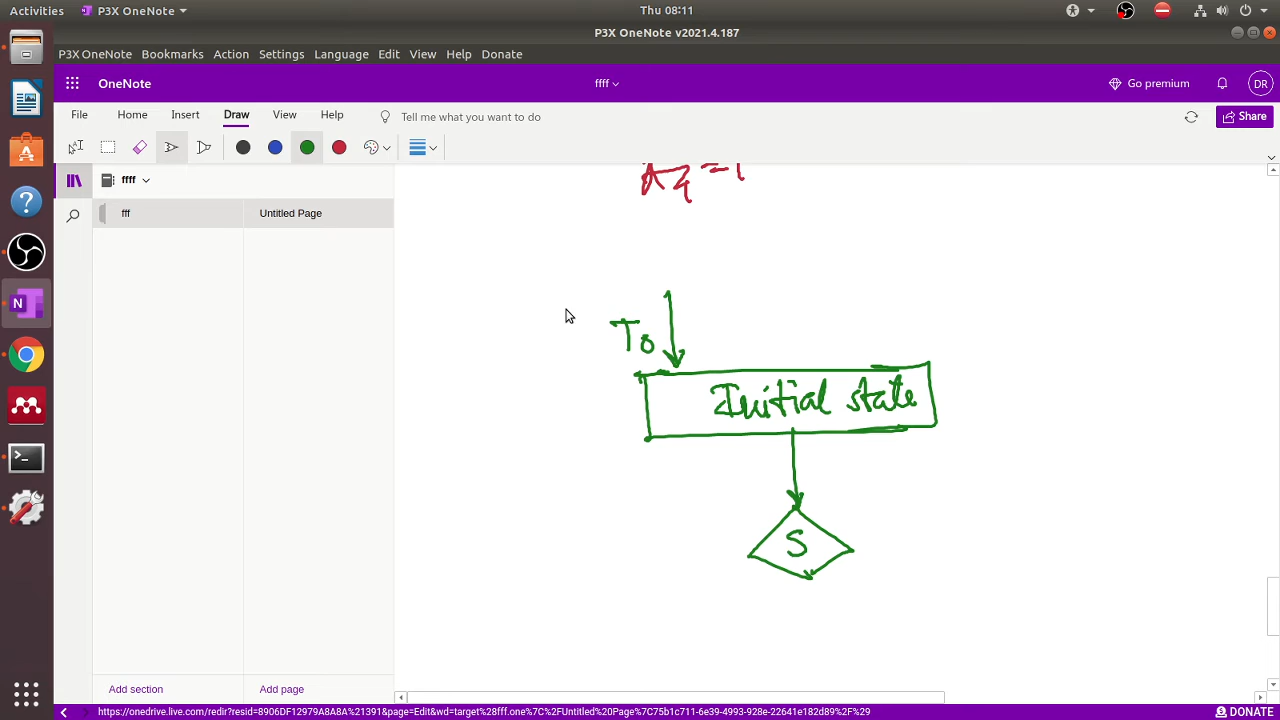 Activities
P3X OneNote
Thu 08:11
P3X OneNote v2021.4.187
P3X OneNote Bookmarks Action Settings Language Edit View Help Donate
OneNote
ffff
Go premium
DR
File Home Insert Draw View Help
Tell me what you want to do
Share
ffff
fff
Untitled Page
A4 = 1
T0
Initial state
S
Add section
Add page
https://onedrive.live.com/redir?resid=8906DF12979A8A8A%21391&page=Edit&wd=target%28fff.one%7C%2FUntitled%20Page%7C75b1c711-6e39-4993-928e-22641e182d89%2F%29
DONATE